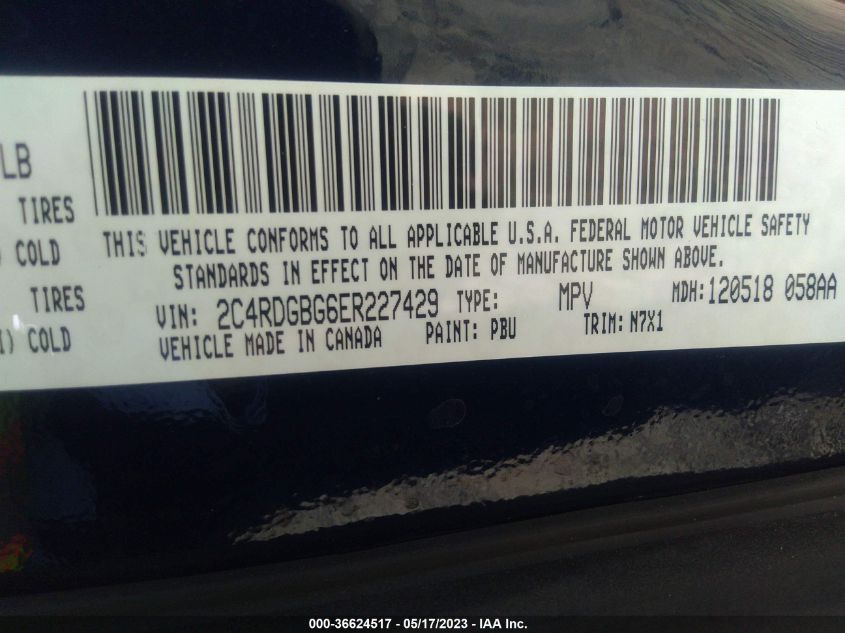 LB
TIRES
COLD
TIRES
I) COLD
THIS VEHICLE CONFORMS TO ALL APPLICABLE U.S.A. FEDERAL MOTOR VEHICLE SAFETY
STANDARDS IN EFFECT ON THE DATE OF MANUFACTURE SHOWN ABOVE.
VIN: 2C4RDGBG6ER227429 TYPE: MPV MDH: 120518 058AA
VEHICLE MADE IN CANADA PAINT: PBU TRIM: N7X1
000-36624517 - 05/17/2023 - IAA Inc.